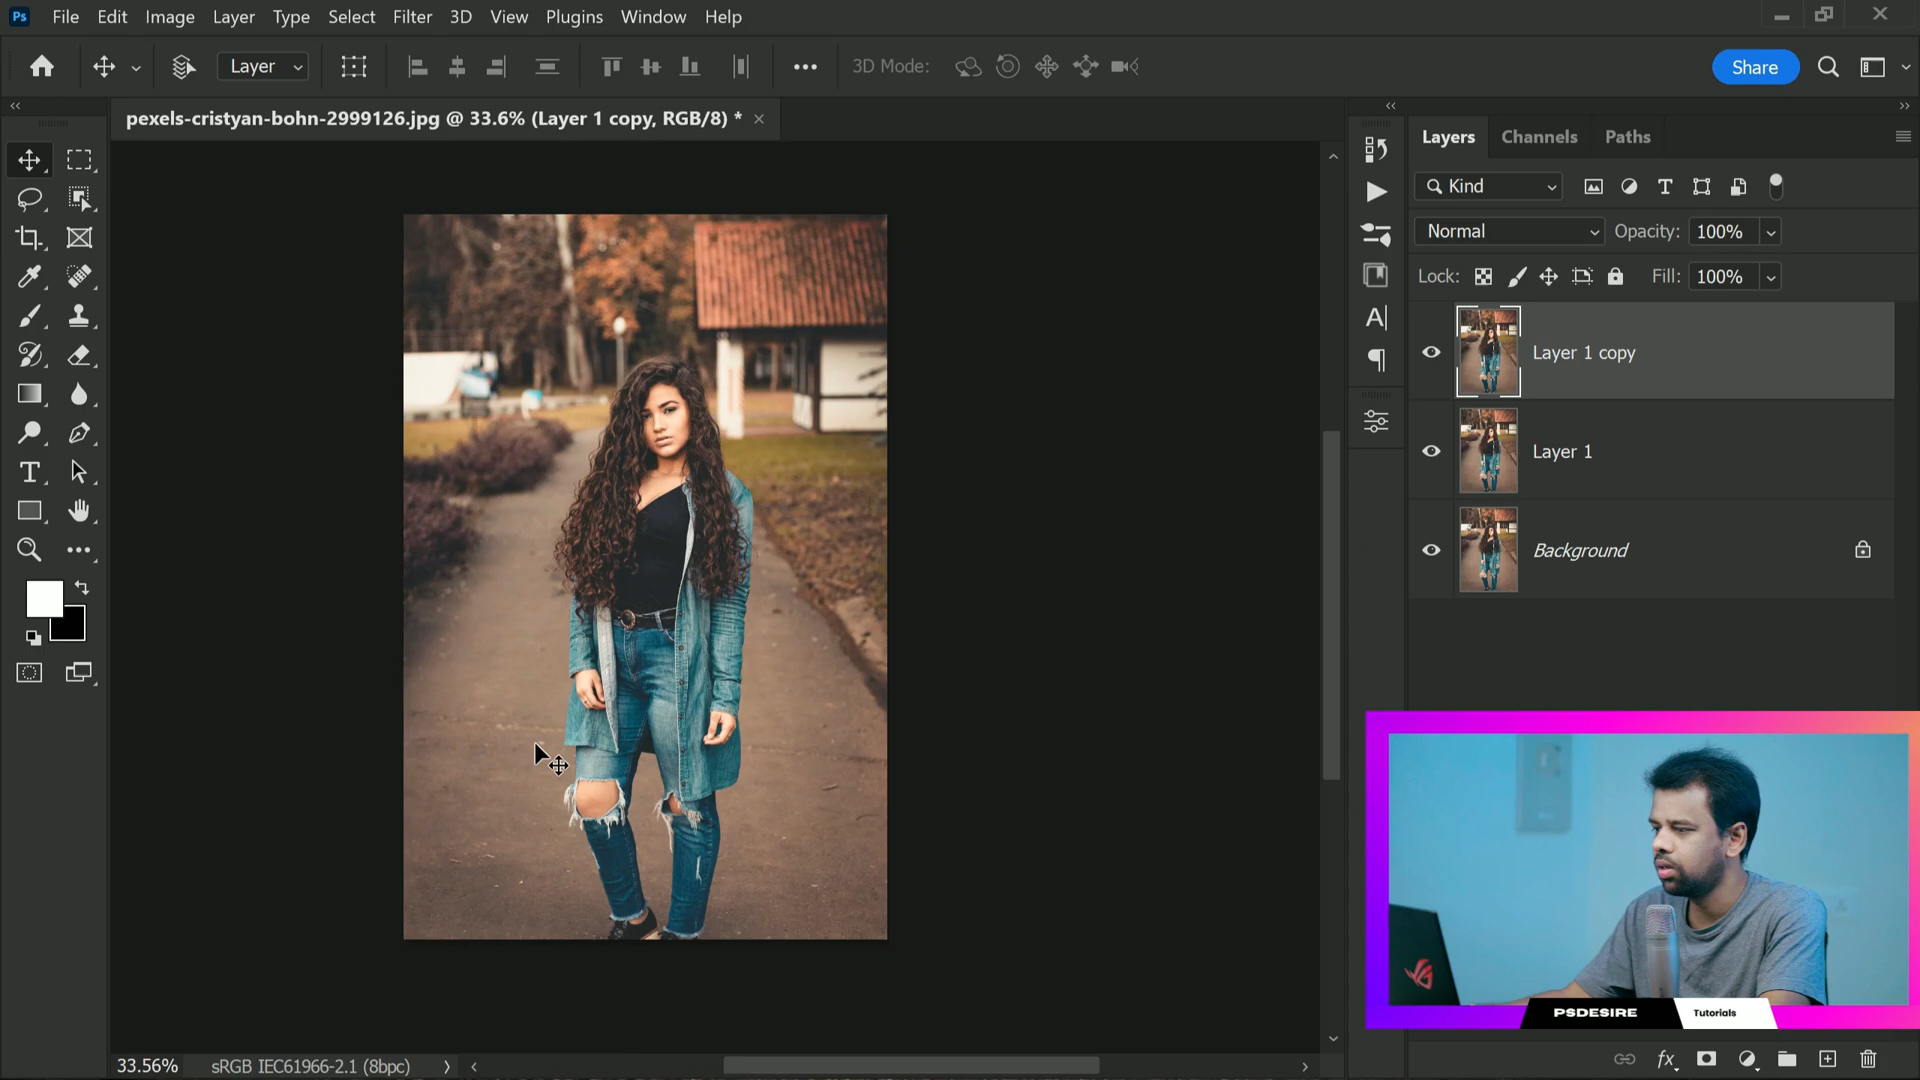 Ps File Edit Image Layer Type Select Filter 3D View Plugins Window Help
Layer 3D Mode: Share
pexels-cristyan-bohn-2999126.jpg @ 33.6% (Layer 1 copy, RGB/8) *
Layers Channels Paths
Kind
Normal Opacity: 100%
Lock: Fill: 100%
Layer 1 copy
Layer 1
Background
PSDESIRE Tutorials
33.56% sRGB IEC61966-2.1 (8bpc)
fx